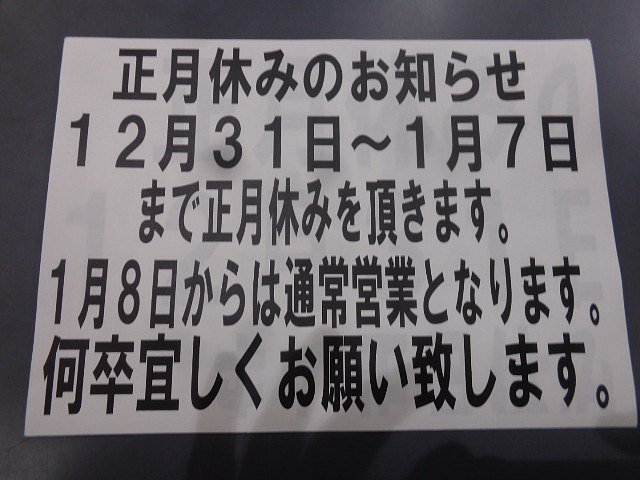 正月休みのお知らせ
１２月３１日～１月７日
まで正月休みを頂きます。
１月８日からは通常営業となります。
何卒宜しくお願い致します。